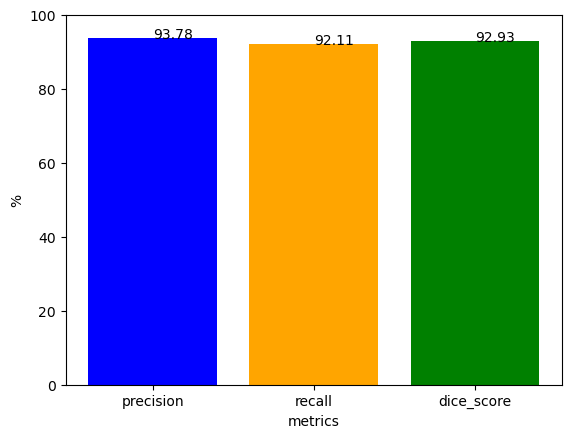 100
80
60
40
20
0
%
93.78
92.11
92.93
precision
recall
dice_score
metrics